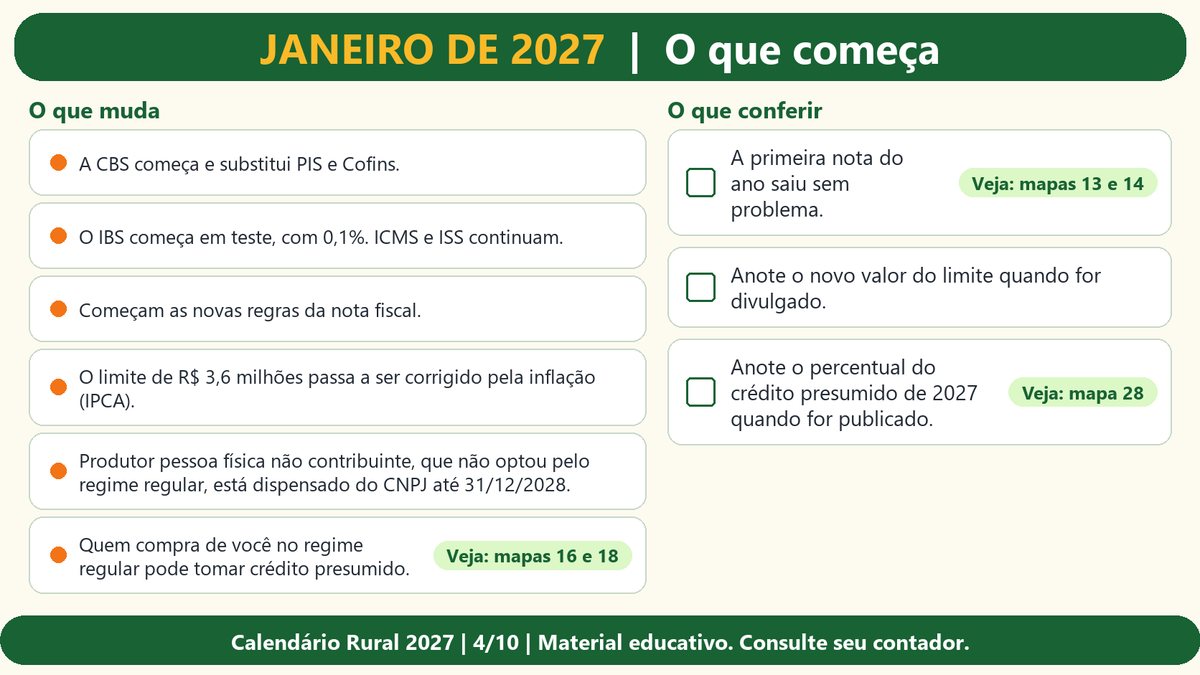 JANEIRO DE 2027 | O que começa
O que muda
A CBS começa e substitui PIS e Cofins.
O IBS começa em teste, com 0,1%. ICMS e ISS continuam.
Começam as novas regras da nota fiscal.
O limite de R$ 3,6 milhões passa a ser corrigido pela inflação
(IPCA).
Produtor pessoa física não contribuinte, que não optou pelo
regime regular, está dispensado do CNPJ até 31/12/2028.
Quem compra de você no regime
regular pode tomar crédito presumido.
Veja: mapas 16 e 18
O que conferir
A primeira nota do
ano saiu sem
problema.
Veja: mapas 13 e 14
Anote o novo valor do limite quando for
divulgado.
Anote o percentual do
crédito presumido de 2027
quando for publicado.
Veja: mapa 28
Calendário Rural 2027 | 4/10 | Material educativo. Consulte seu contador.